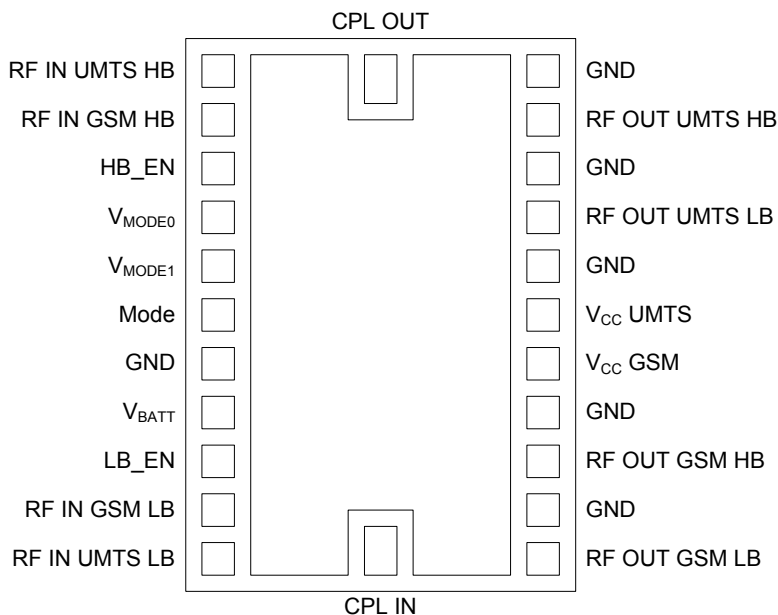 CPL OUT
RF IN UMTS HB
RF IN GSM HB
HB_EN
VMODE0
VMODE1
Mode
GND
VBATT
LB_EN
RF IN GSM LB
RF IN UMTS LB
GND
RF OUT UMTS HB
GND
RF OUT UMTS LB
GND
VCC UMTS
VCC GSM
GND
RF OUT GSM HB
GND
RF OUT GSM LB
CPL IN